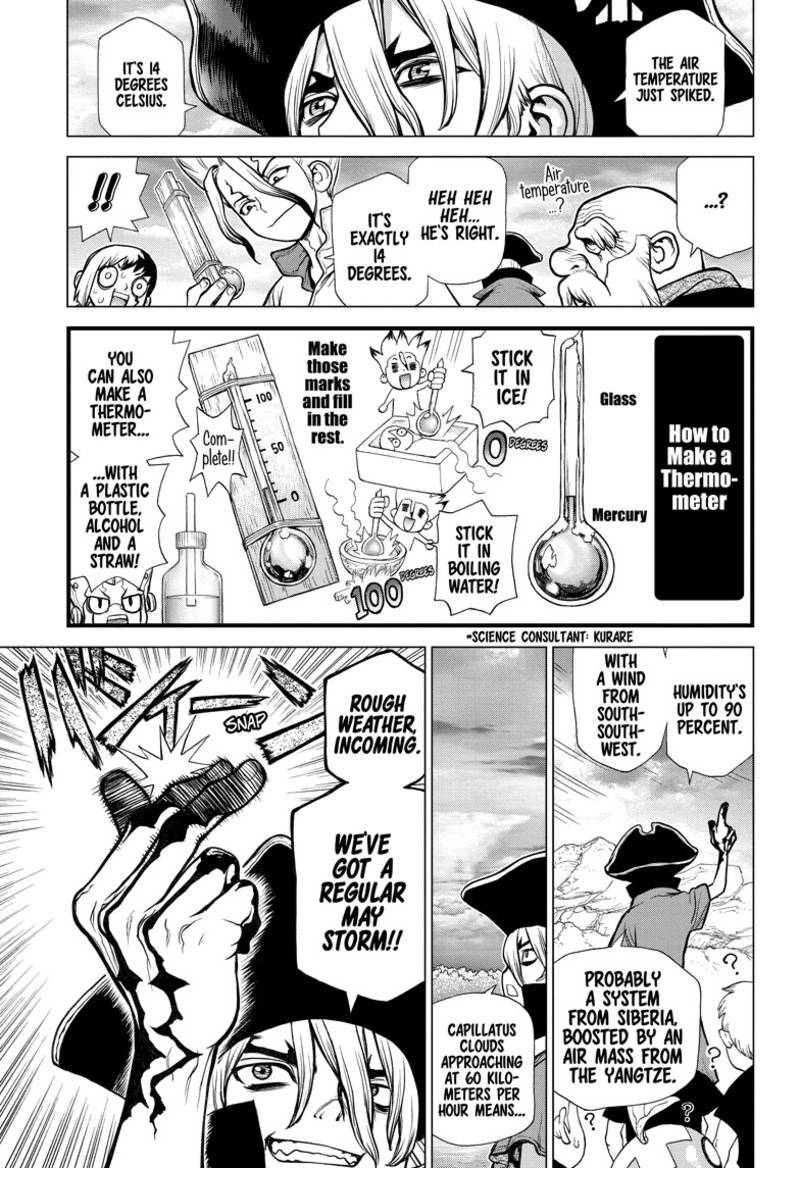 THE AIR
TEMPERATURE
JUST SPIKED.
IT'S 14
DEGREES
CELSIUS.
...?
Air
temperature
...?
HEH HEH
HEH...
HE'S RIGHT.
IT'S
EXACTLY
14
DEGREES.
!!
How to
Make a
Thermo-
meter
Glass
Mercury
STICK
IT IN
ICE!
0 DEGREES
STICK
IT IN
BOILING
WATER!
100 DEGREES
Make
those
marks
and fill
in the
rest.
100
50
0
Com-
plete!!
YOU
CAN ALSO
MAKE A
THERMO-
METER...
...WITH
A PLASTIC
BOTTLE,
ALCOHOL
AND A
STRAW!
*SCIENCE CONSULTANT: KURARE
HUMIDITY'S
UP TO 90
PERCENT.
WITH
A WIND
FROM
SOUTH-
SOUTH-
WEST.
PROBABLY
A SYSTEM
FROM SIBERIA,
BOOSTED BY AN
AIR MASS FROM
THE YANGTZE.
?
?
?
CAPILLATUS
CLOUDS
APPROACHING
AT 60 KILO-
METERS PER
HOUR MEANS...
ROUGH
WEATHER,
INCOMING.
SNAP
WE'VE
GOT A
REGULAR
MAY
STORM!!